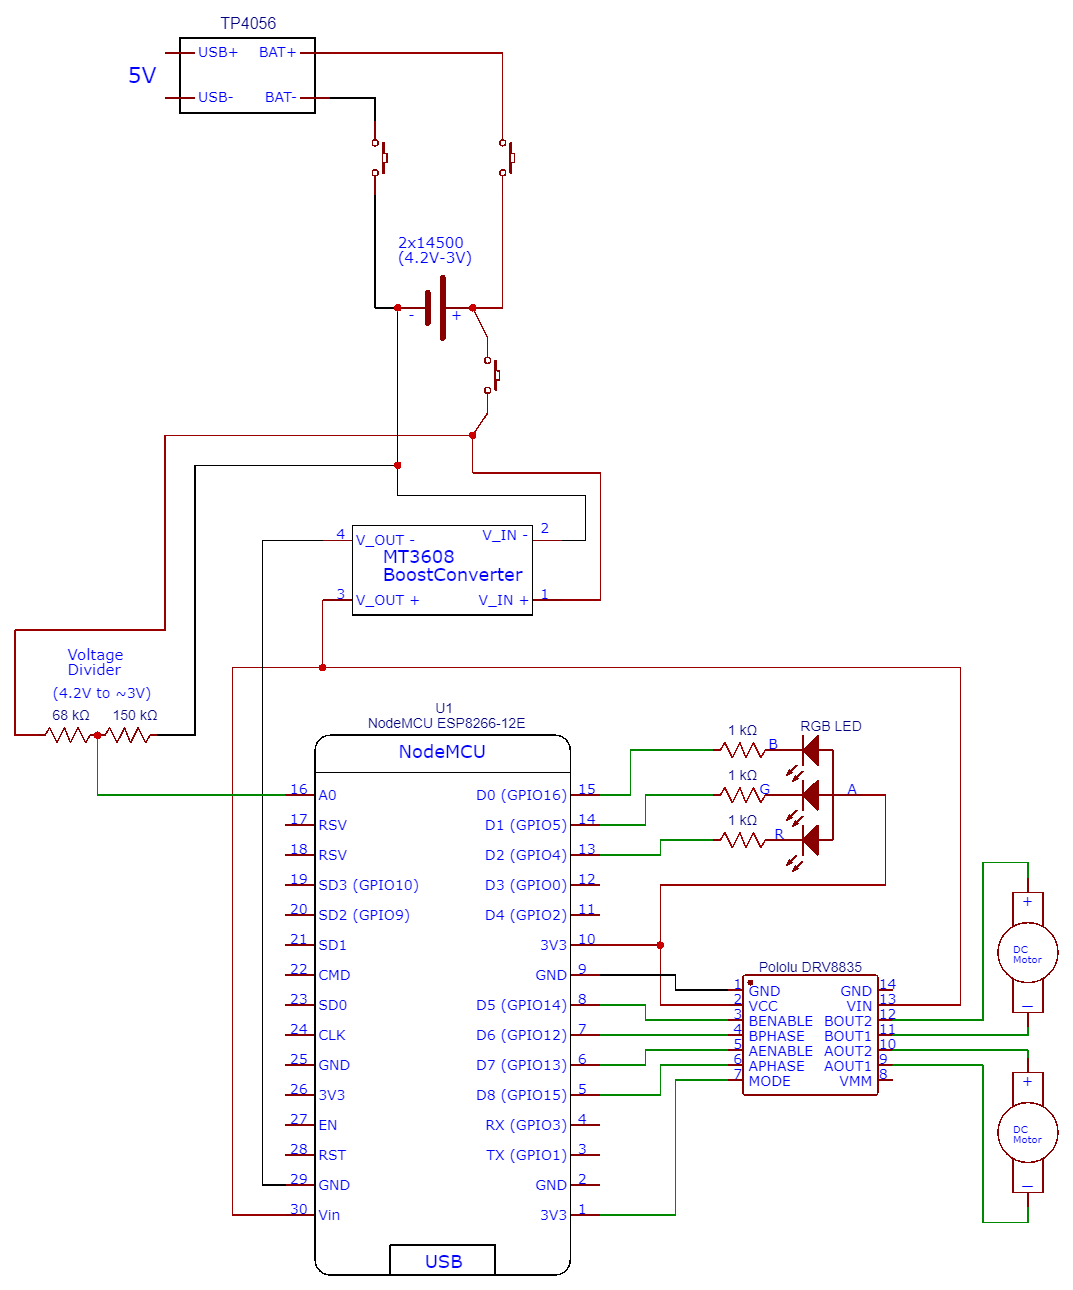 TP4056
USB+ BAT+
5V
USB- BAT-
2x14500
(4.2V-3V)
- +
4 V_OUT - V_IN - 2
MT3608
BoostConverter
3 V_OUT + V_IN + 1
Voltage
Divider
(4.2V to ~3V)
68 kΩ 150 kΩ
U1
NodeMCU ESP8266-12E
NodeMCU
16 A0 D0 (GPIO16) 15
17 RSV D1 (GPIO5) 14
18 RSV D2 (GPIO4) 13
19 SD3 (GPIO10) D3 (GPIO0) 12
20 SD2 (GPIO9) D4 (GPIO2) 11
21 SD1 3V3 10
22 CMD GND 9
23 SD0 D5 (GPIO14) 8
24 CLK D6 (GPIO12) 7
25 GND D7 (GPIO13) 6
26 3V3 D8 (GPIO15) 5
27 EN RX (GPIO3) 4
28 RST TX (GPIO1) 3
29 GND GND 2
30 Vin 3V3 1
USB
RGB LED
1 kΩ B
1 kΩ G A
1 kΩ R
Pololu DRV8835
1 GND GND 14
2 VCC VIN 13
3 BENABLE BOUT2 12
4 BPHASE BOUT1 11
5 AENABLE AOUT2 10
6 APHASE AOUT1 9
7 MODE VMM 8
+
DC
Motor
−
+
DC
Motor
−